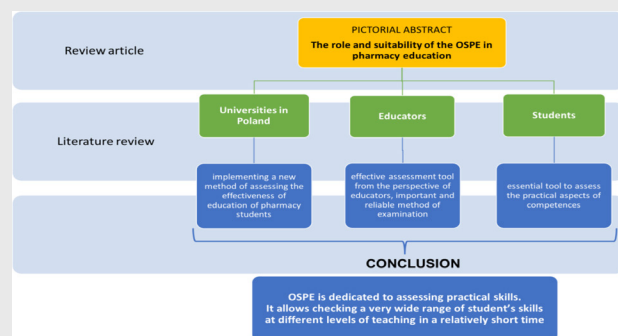 PICTORIAL ABSTRACT
The role and suitability of the OSPE in
pharmacy education
Review article
Universities in
Poland
Educators
Students
Literature review
implementing a new
method of assessing the
effectiveness of
education of pharmacy
students
effective assessment tool
from the perspective of
educators, important and
reliable method of
examination
essential tool to assess
the practical aspects of
competences
CONCLUSION
OSPE is dedicated to assessing practical skills.
It allows checking a very wide range of student's skills
at different levels of teaching in a relatively short time